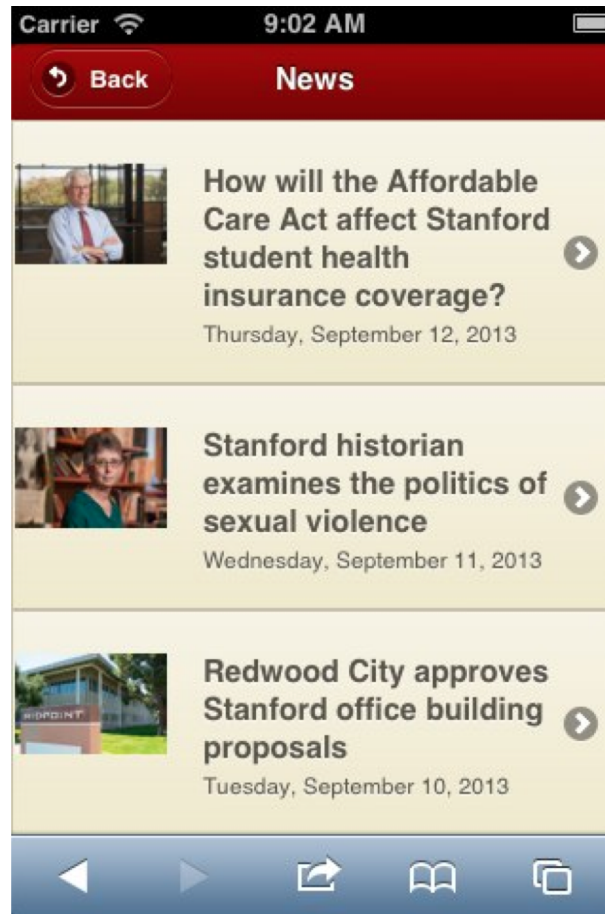 Carrier 9:02 AM
Back News
How will the Affordable
Care Act affect Stanford
student health
insurance coverage?
Thursday, September 12, 2013
Stanford historian
examines the politics of
sexual violence
Wednesday, September 11, 2013
MIDPOINT
Redwood City approves
Stanford office building
proposals
Tuesday, September 10, 2013